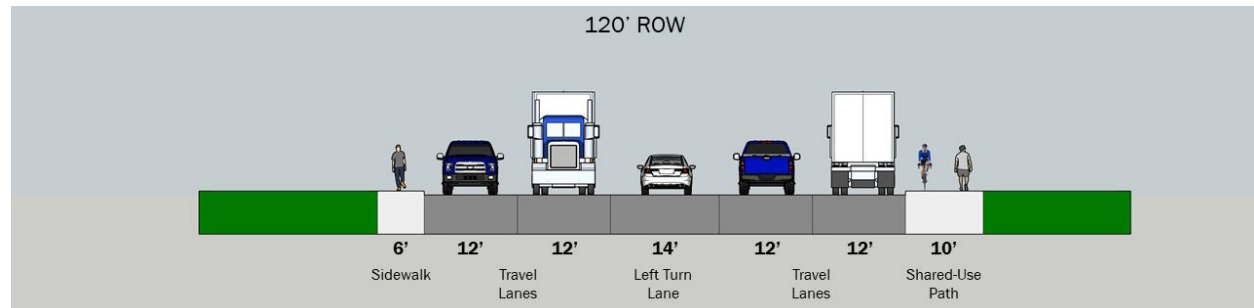 120’ ROW
6’ 12’ 12’ 14’ 12’ 12’ 10’
Sidewalk Travel Lanes Left Turn Lane Travel Lanes Shared-Use Path